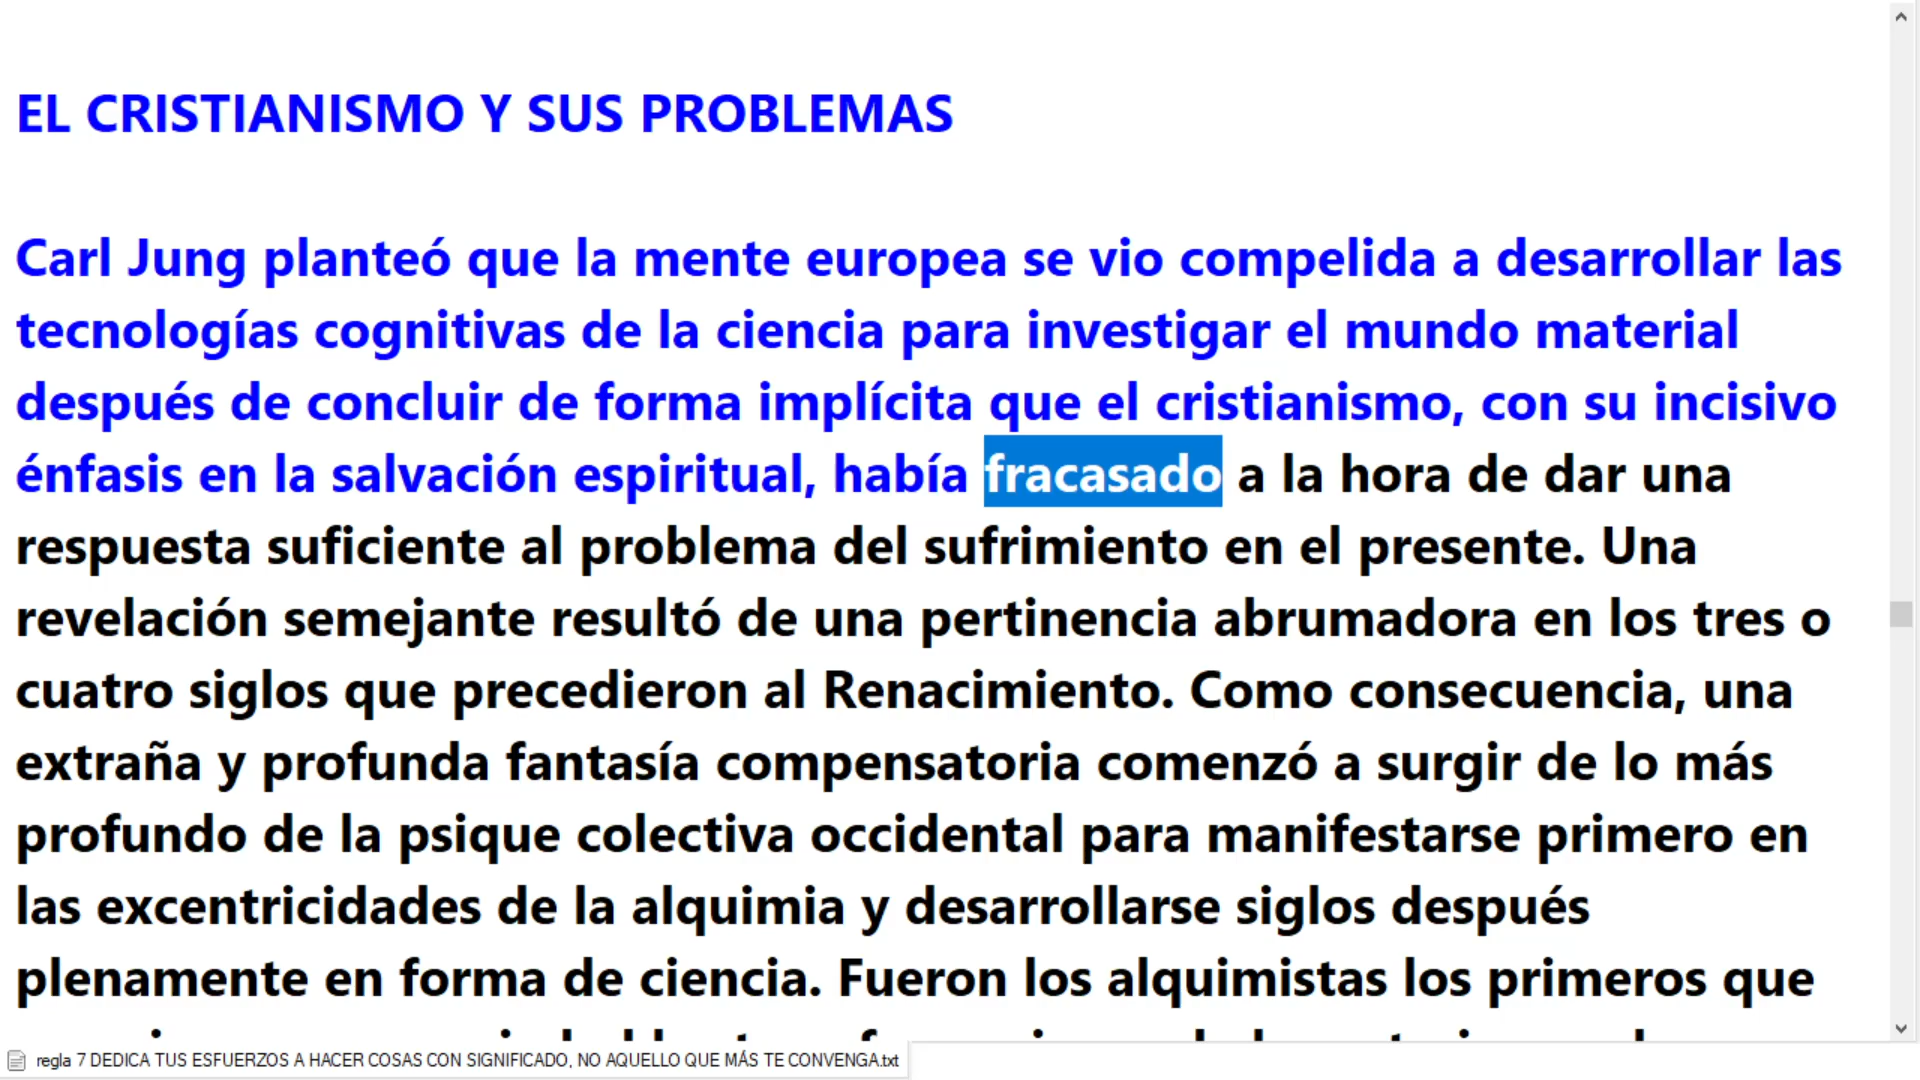 EL CRISTIANISMO Y SUS PROBLEMAS
Carl Jung planteó que la mente europea se vio compelida a desarrollar las
tecnologías cognitivas de la ciencia para investigar el mundo material
después de concluir de forma implícita que el cristianismo, con su incisivo
énfasis en la salvación espiritual, había fracasado a la hora de dar una
respuesta suficiente al problema del sufrimiento en el presente. Una
revelación semejante resultó de una pertinencia abrumadora en los tres o
cuatro siglos que precedieron al Renacimiento. Como consecuencia, una
extraña y profunda fantasía compensatoria comenzó a surgir de lo más
profundo de la psique colectiva occidental para manifestarse primero en
las excentricidades de la alquimia y desarrollarse siglos después
plenamente en forma de ciencia. Fueron los alquimistas los primeros que
regla 7 DEDICA TUS ESFUERZOS A HACER COSAS CON SIGNIFICADO, NO AQUELLO QUE MÁS TE CONVENGA.txt